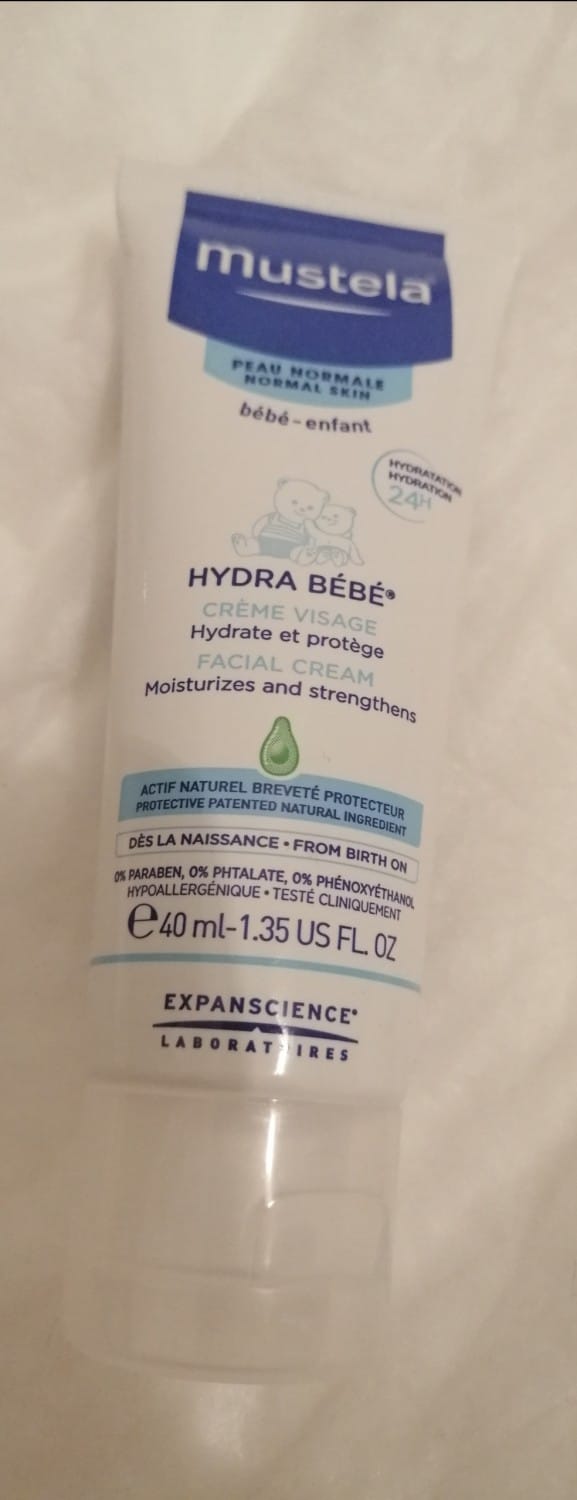 mustela
PEAU NORMALE
NORMAL SKIN
bébé-enfant
HYDRATATION
HYDRATION
24H
HYDRA BÉBÉ®
CRÈME VISAGE
Hydrate et protège
FACIAL CREAM
Moisturizes and strengthens
ACTIF NATUREL BREVETÉ PROTECTEUR
PROTECTIVE PATENTED NATURAL INGREDIENT
DÈS LA NAISSANCE • FROM BIRTH ON
0% PARABEN, 0% PHTALATE, 0% PHÉNOXYÉTHANOL
HYPOALLERGÉNIQUE • TESTÉ CLINIQUEMENT
e 40 ml-1.35 US FL. OZ
EXPANSCIENCE®
LABORATOIRES